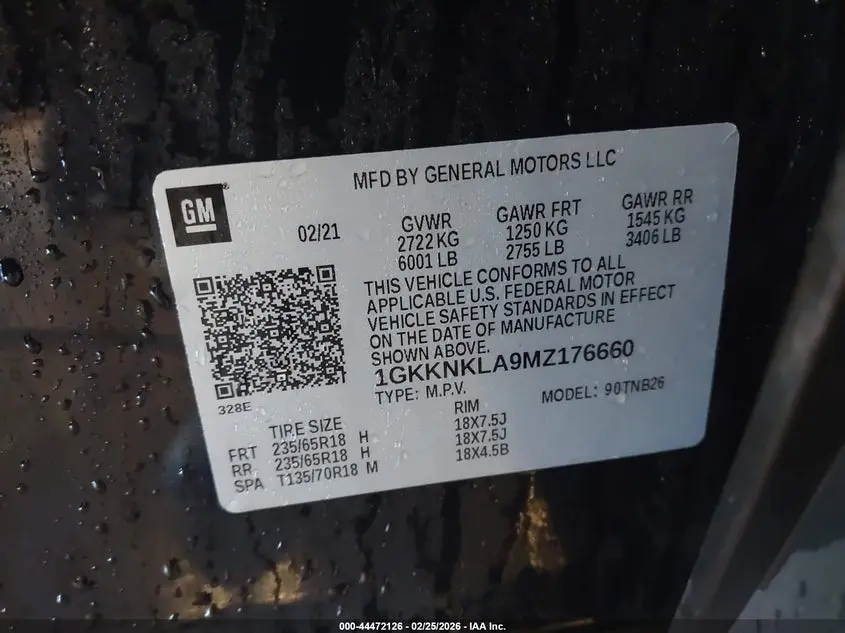 MFD BY GENERAL MOTORS LLC
GM
02/21
GVWR
2722 KG
6001 LB
GAWR FRT
1250 KG
2755 LB
GAWR RR
1545 KG
3406 LB
THIS VEHICLE CONFORMS TO ALL
APPLICABLE U.S. FEDERAL MOTOR
VEHICLE SAFETY STANDARDS IN EFFECT
ON THE DATE OF MANUFACTURE
SHOWN ABOVE.
1GKKNKLA9MZ176660
TYPE: M.P.V.
MODEL: 90TNB26
328E
TIRE SIZE RIM
FRT 235/65R18 H 18X7.5J
RR 235/65R18 H 18X7.5J
SPA T135/70R18 M 18X4.5B
000-44472126 - 02/25/2026 - IAA Inc.